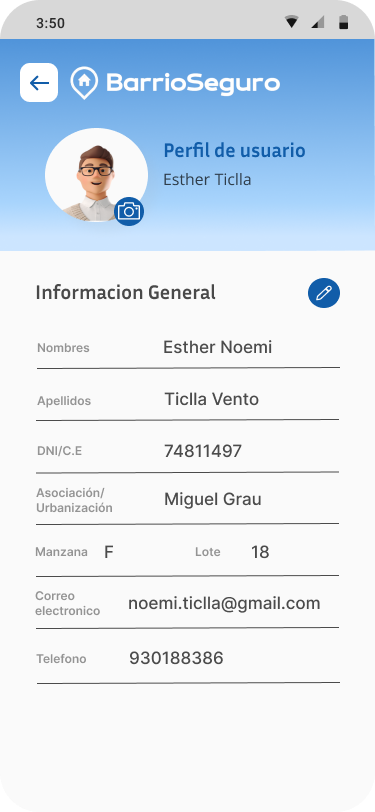 3:50
BarrioSeguro
Perfil de usuario
Esther Ticlla
Informacion General
Nombres Esther Noemi
Apellidos Ticlla Vento
DNI/C.E 74811497
Asociación/
Urbanización Miguel Grau
Manzana F Lote 18
Correo
electronico noemi.ticlla@gmail.com
Telefono 930188386